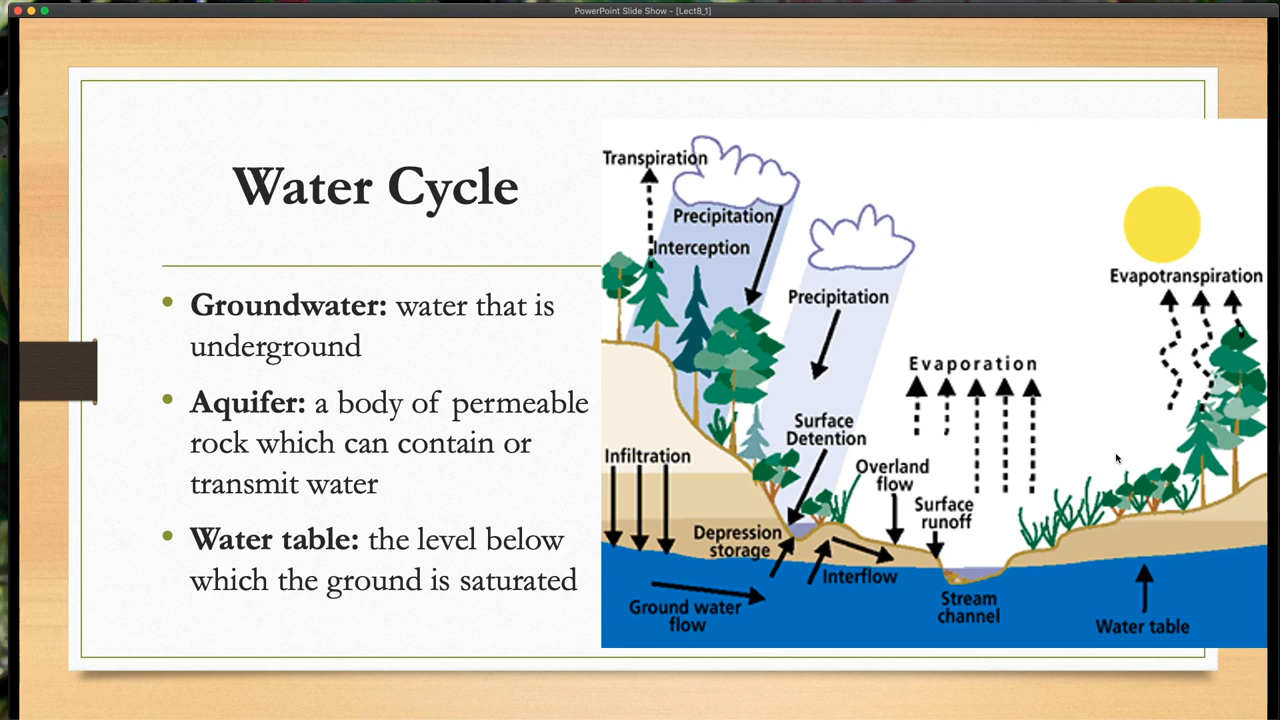 PowerPoint Slide Show - [Lect8_1]
Water Cycle
Groundwater: water that is
underground
Aquifer: a body of permeable
rock which can contain or
transmit water
Water table: the level below
which the ground is saturated
Transpiration
Precipitation
Interception
Precipitation
Evapotranspiration
Evaporation
Surface
Detention
Infiltration
Overland
flow
Surface
runoff
Depression
storage
Interflow
Ground water
flow
Stream
channel
Water table